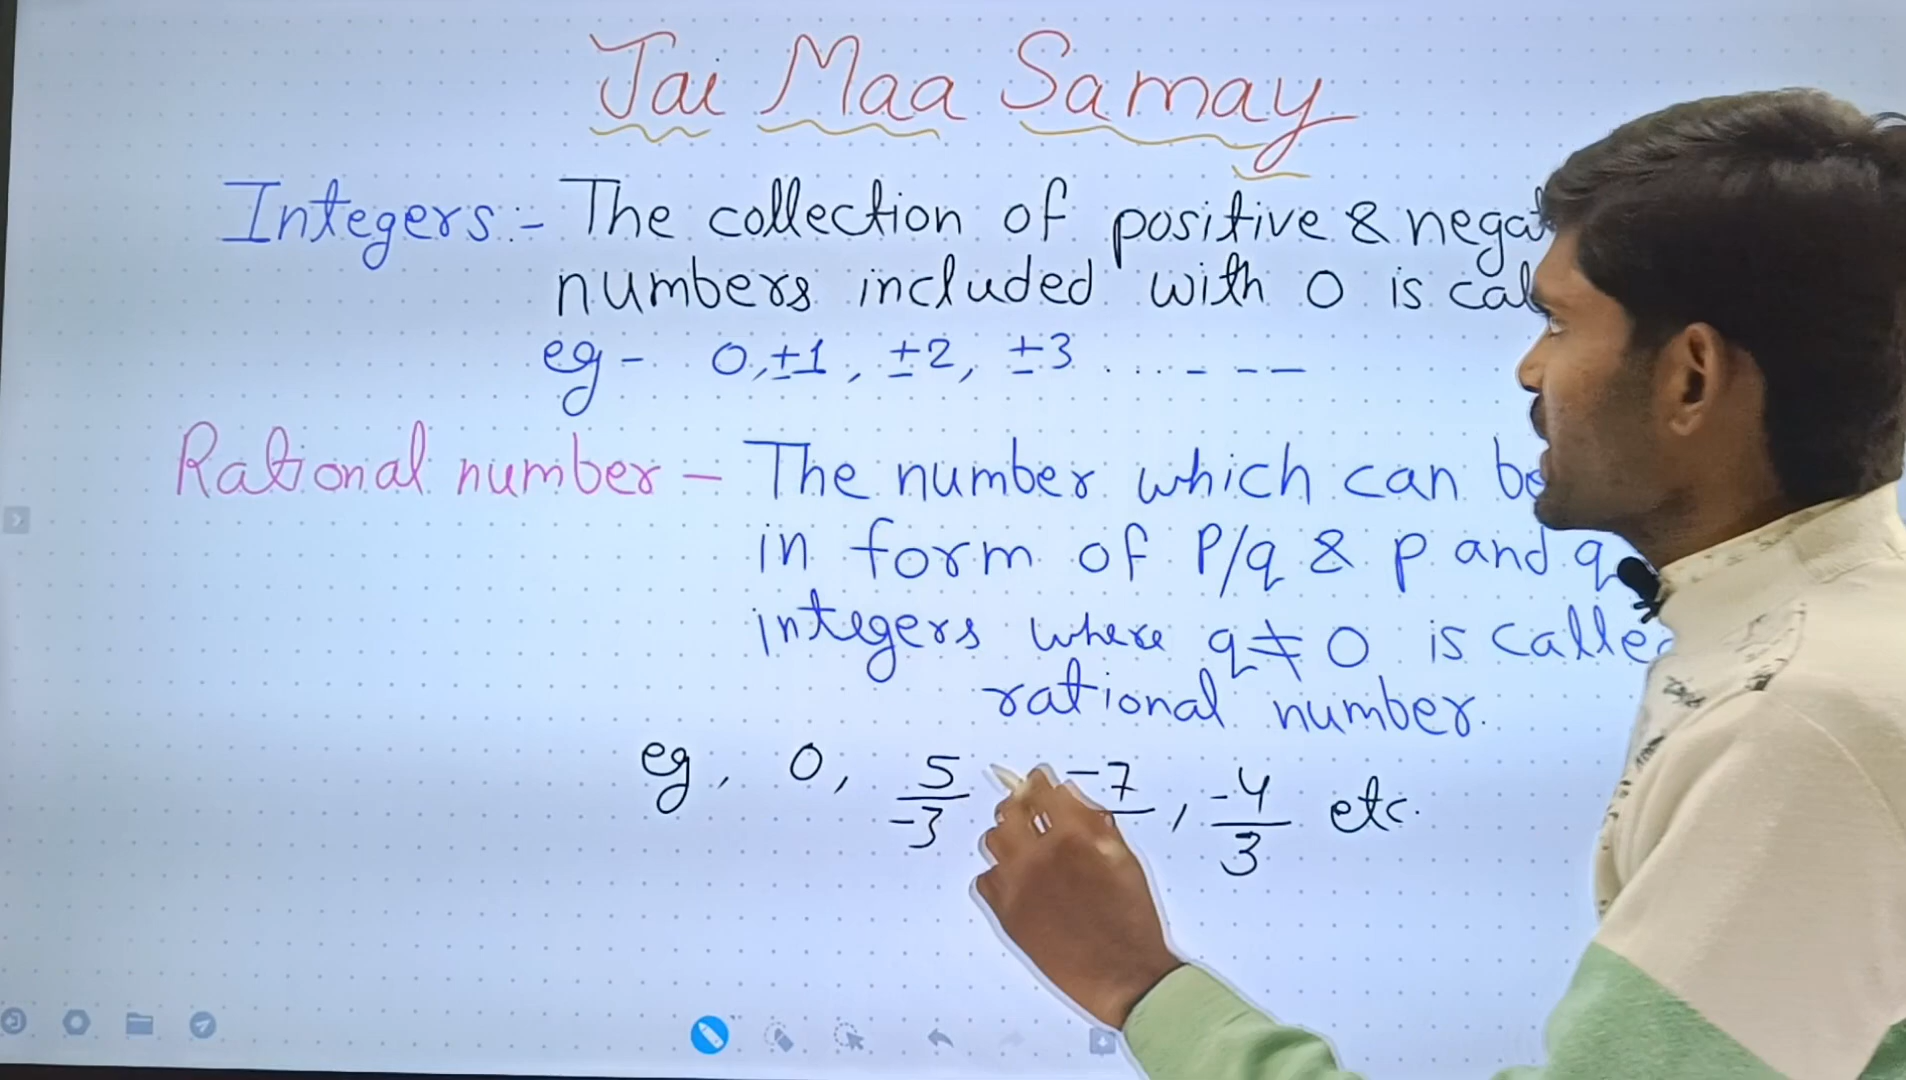 Jai Maa Samay
Integers :- The collection of positive & negat
numbers included with 0 is cal
eg - 0, ±1, ±2, ±3 .... - - -
Rational number - The number which can be
in form of P/q & p and q
integers where q ≠ 0 is called
rational number.
eg, 0, 5/-3 -7 , -4/3 etc.